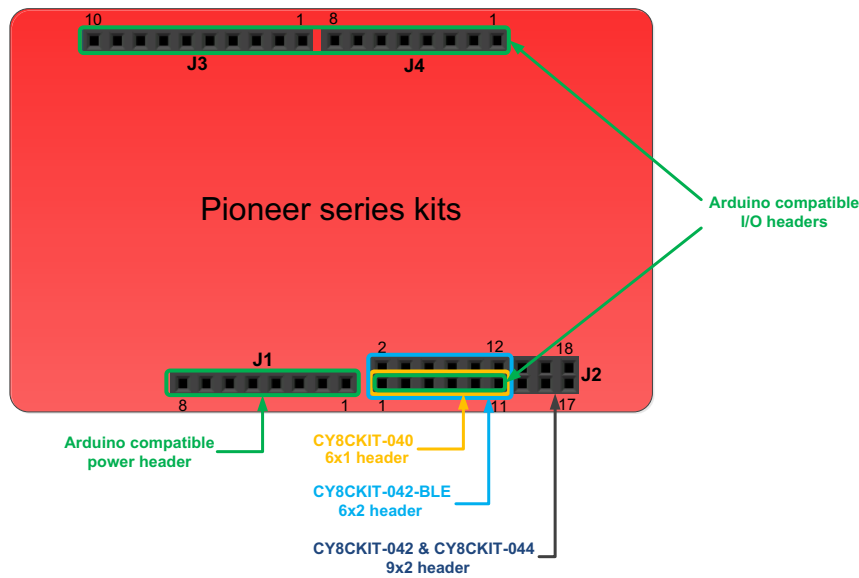 10 1 8 1
J3 J4
Pioneer series kits
Arduino compatible
I/O headers
2 12 18
J1
J2
8 1 1 11 17
Arduino compatible
power header
CY8CKIT-040
6x1 header
CY8CKIT-042-BLE
6x2 header
CY8CKIT-042 & CY8CKIT-044
9x2 header